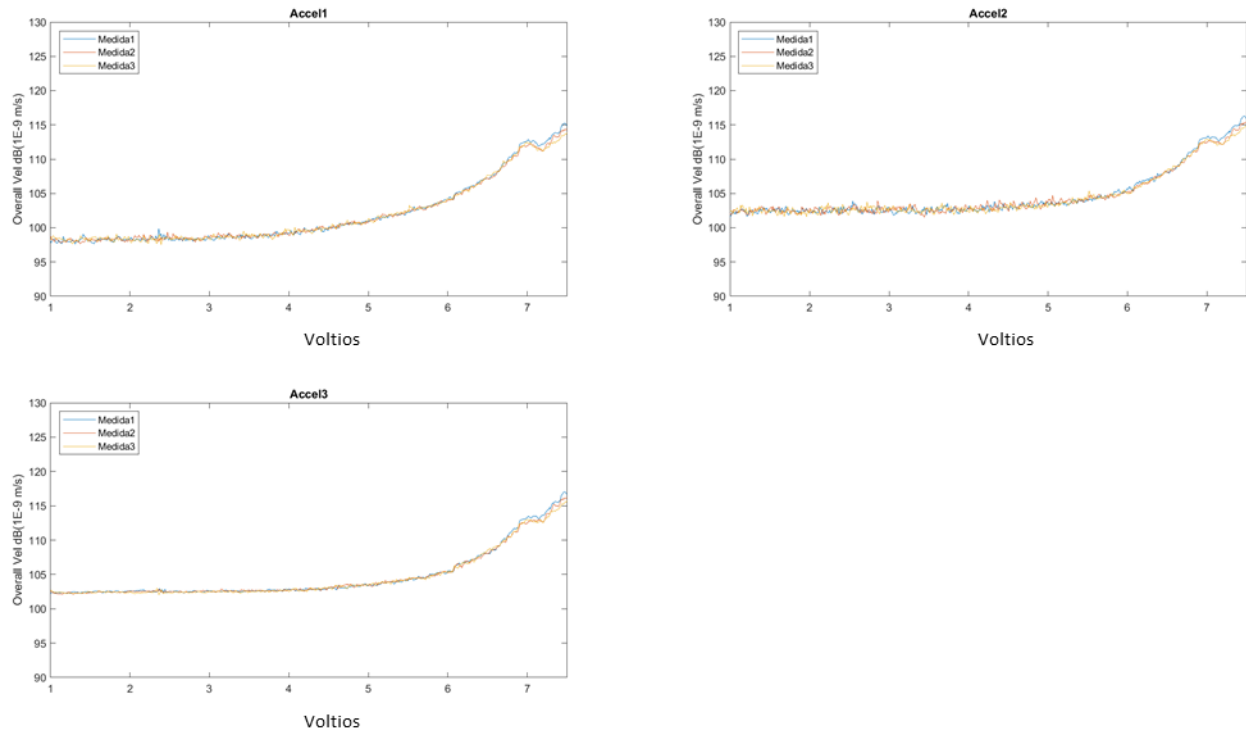 Accel1
130
125
120
115
110
105
100
95
90
Overall Vel dB(1E-9 m/s)
Medida1
Medida2
Medida3
1 2 3 4 5 6 7
Voltios
Accel2
130
125
120
115
110
105
100
95
90
Overall Vel dB(1E-9 m/s)
Medida1
Medida2
Medida3
1 2 3 4 5 6 7
Voltios
Accel3
130
125
120
115
110
105
100
95
90
Overall Vel dB(1E-9 m/s)
Medida1
Medida2
Medida3
1 2 3 4 5 6 7
Voltios